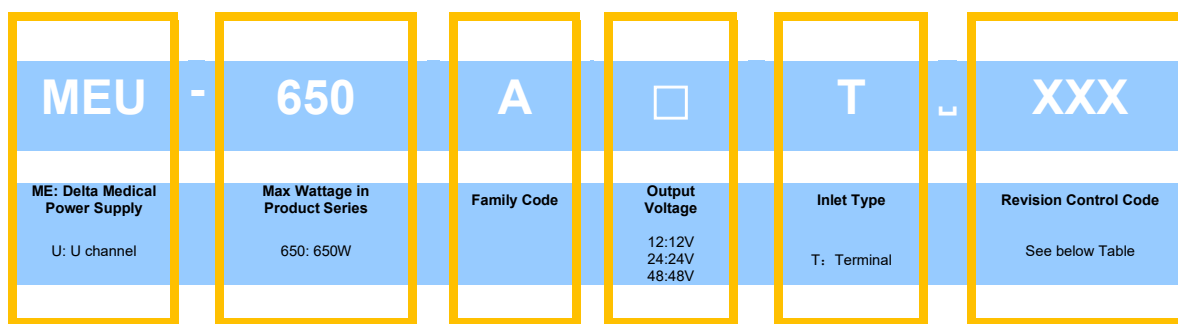 MEU - 650 A □ T ␣ XXX
ME: Delta Medical
Power Supply
U: U channel
Max Wattage in
Product Series
650: 650W
Family Code
Output
Voltage
12:12V
24:24V
48:48V
Inlet Type
T：Terminal
Revision Control Code
See below Table